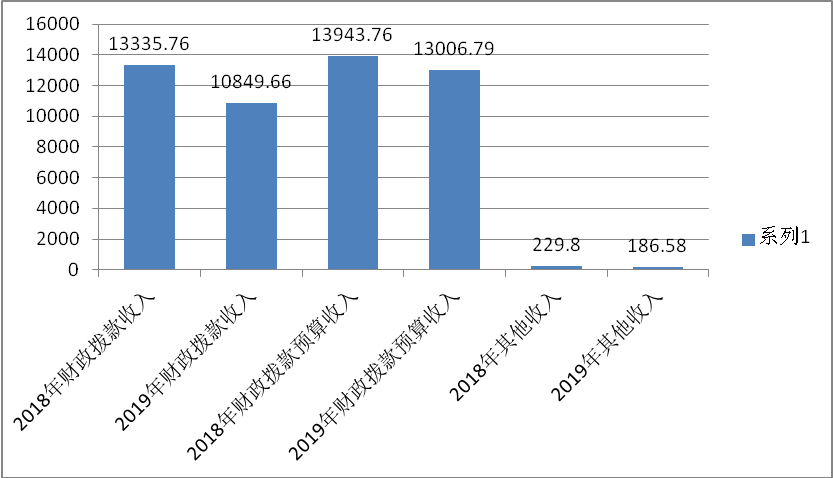 16000
14000
12000
10000
8000
6000
4000
2000
0
13335.76
10849.66
13943.76
13006.79
229.8
186.58
2018年财政拨款收入
2019年财政拨款收入
2018年财政拨款预算收入
2019年财政拨款预算收入
2018年其他收入
2019年其他收入
系列1